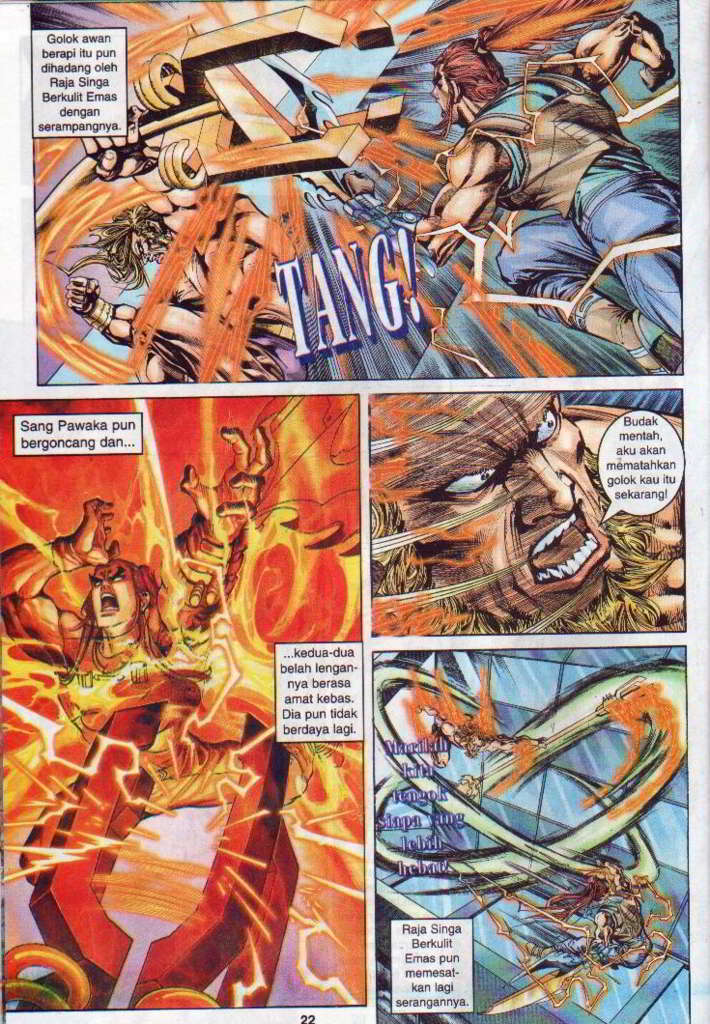 Golok awan
berapi itu pun
dihadang oleh
Raja Singa
Berkulit Emas
dengan
serampangnya.
TANG!
Sang Pawaka pun
bergoncang dan...
...kedua-dua
belah lengan-
nya berasa
amat kebas.
Dia pun tidak
berdaya lagi.
Budak
mentah,
aku akan
mematahkan
golok kau itu
sekarang!
Marilah
kita
tengok
siapa yang
lebih
hebat!
Raja Singa
Berkulit
Emas pun
memesat-
kan lagi
serangannya.
22